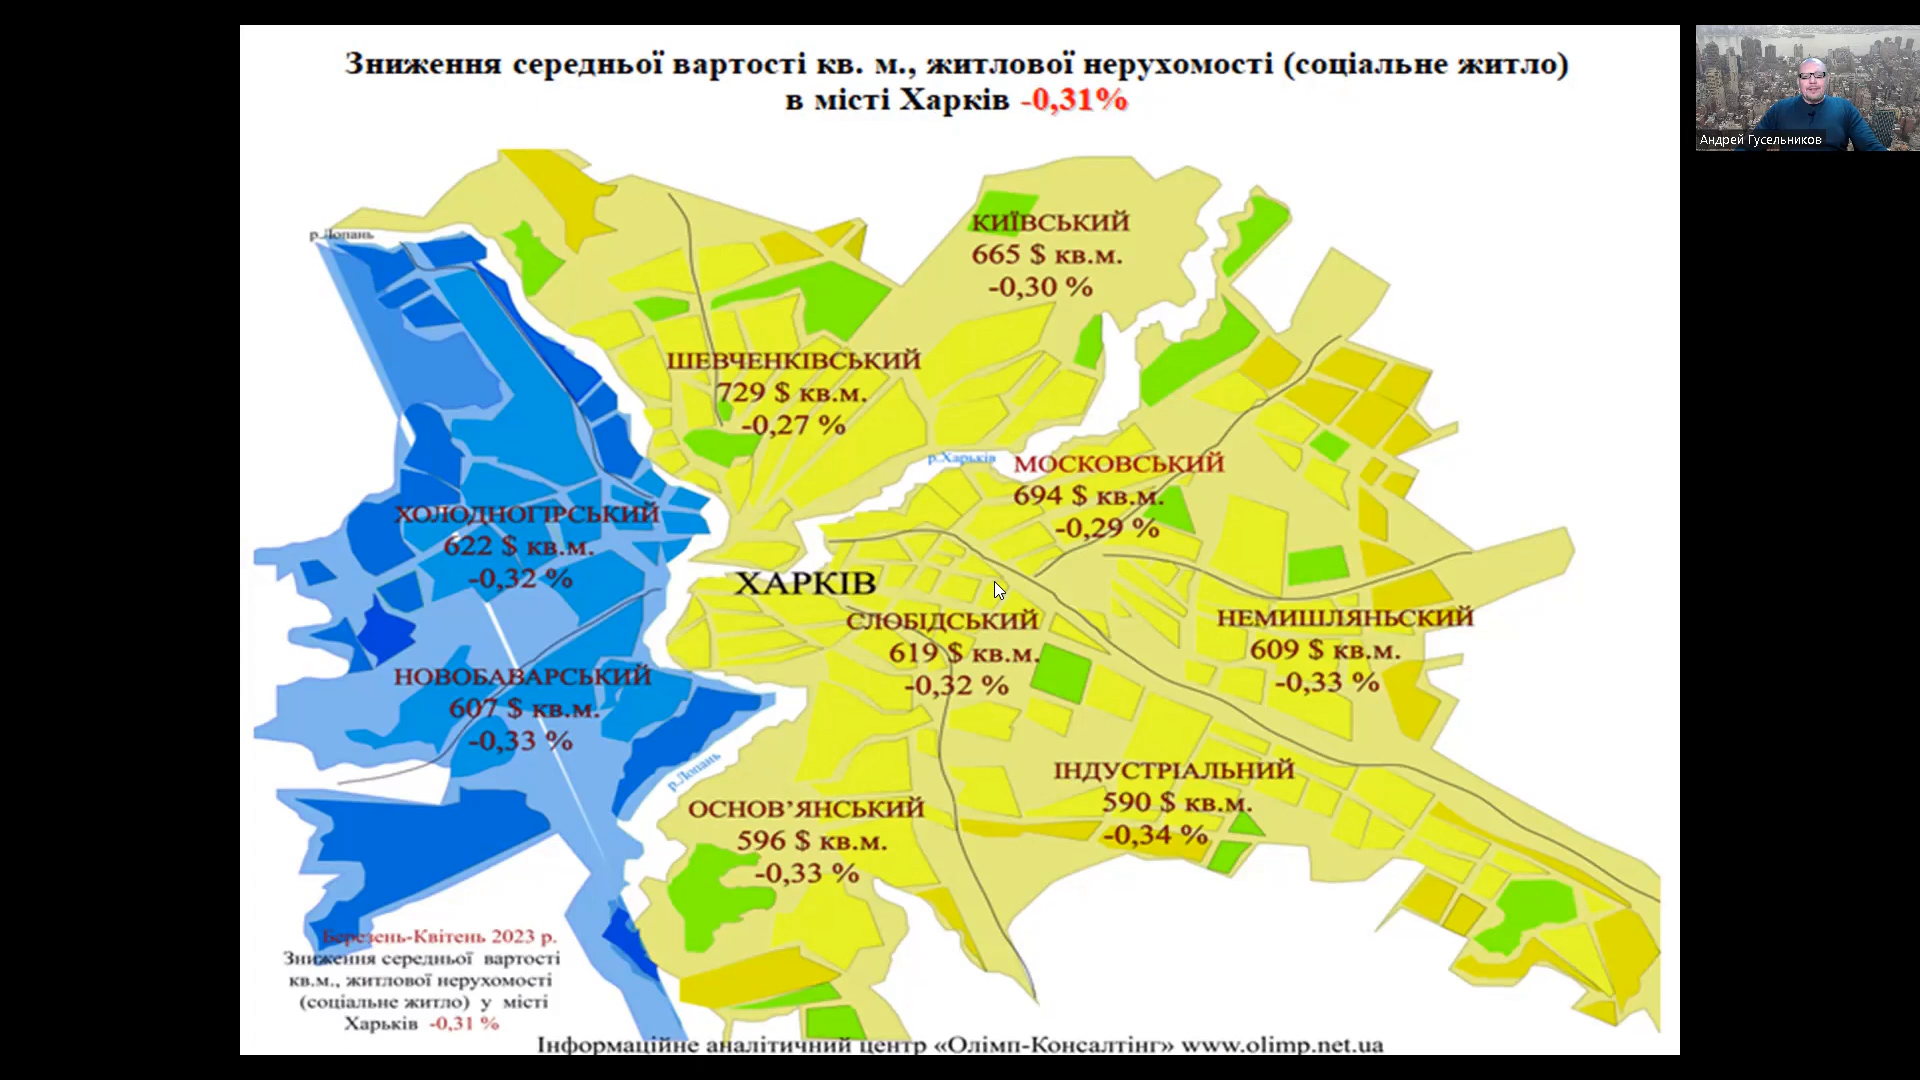 Зниження середньої вартості кв. м., житлової нерухомості (соціальне житло)
в місті Харків -0,31%
Андрей Гусельников
р.Лопань
КИЇВСЬКИЙ
665 $ кв.м.
-0,30 %
ШЕВЧЕНКІВСЬКИЙ
729 $ кв.м.
-0,27 %
р.Харьків
МОСКОВСЬКИЙ
694 $ кв.м.
-0,29 %
ХОЛОДНОГІРСЬКИЙ
622 $ кв.м.
-0,32 %
ХАРКІВ
СЛОБІДСЬКИЙ
619 $ кв.м.
-0,32 %
НЕМИШЛЯНЬСКИЙ
609 $ кв.м.
-0,33 %
НОВОБАВАРСЬКИЙ
607 $ кв.м.
-0,33 %
р.Лопань
ІНДУСТРІАЛЬНИЙ
590 $ кв.м.
-0,34 %
ОСНОВ’ЯНСЬКИЙ
596 $ кв.м.
-0,33 %
Березень-Квітень 2023 р.
Зниження середньої вартості
кв.м., житлової нерухомості
(соціальне житло) у місті
Харьків -0,31 %
Інформаційне аналітичний центр «Олімп-Консалтінг» www.olimp.net.ua